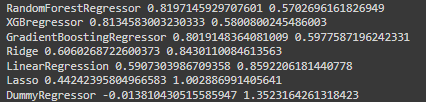 RandomForestRegressor 0.8197145929707601 0.5702696161826949
XGBregressor 0.8134583003230333 0.5800800245486003
GradientBoostingRegressor 0.8019148364081009 0.5977587196242331
Ridge 0.6060268722600373 0.8430110084613563
LinearRegression 0.5907303986709358 0.8592206181440778
Lasso 0.44242395804966583 1.002886991405641
DummyRegressor -0.013810430515585947 1.3523164261318423